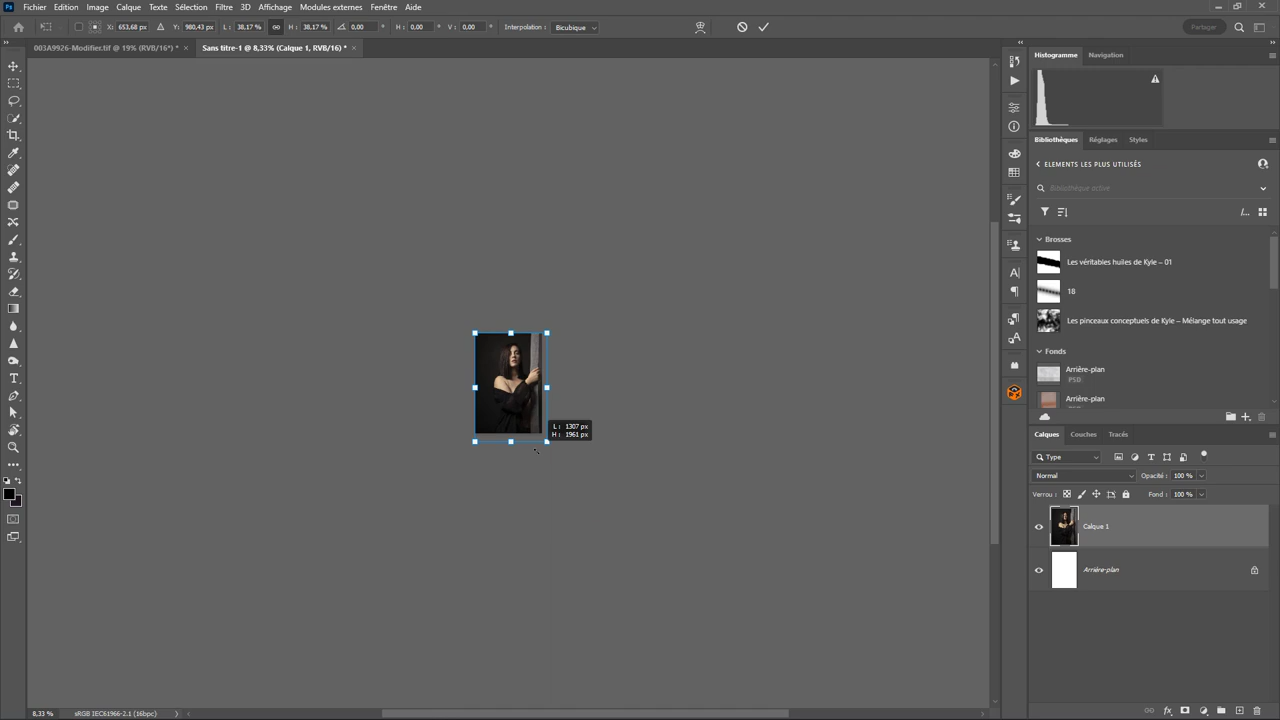 Ps Fichier Edition Image Calque Texte Sélection Filtre 3D Affichage Modules externes Fenêtre Aide
X: 653,68 px Y: 980,43 px L: 38,17 % H: 38,17 % 0,00 ° H: 0,00 ° V: 0,00 ° Interpolation : Bicubique
Partager
003A9926-Modifier.tif @ 19% (RVB/16*) * × Sans titre-1 @ 8,33% (Calque 1, RVB/16) * ×
Histogramme Navigation
Bibliothèques Réglages Styles
ELEMENTS LES PLUS UTILISÉS
Bibliothèque active
Brosses
Les véritables huiles de Kyle – 01
18
Les pinceaux conceptuels de Kyle – Mélange tout usage
Fonds
Arrière-plan
PSD
Arrière-plan
PSD
L : 1307 px
H : 1961 px
Calques Couches Tracés
Type
Normal Opacité : 100 %
Verrou : Fond : 100 %
Calque 1
Arrière-plan
8,33 % sRGB IEC61966-2.1 (16bpc)